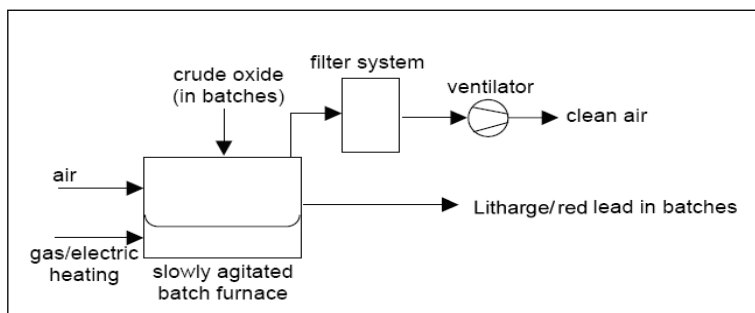 filter system
crude oxide
(in batches)
ventilator
clean air
air
Litharge/red lead in batches
gas/electric
heating
slowly agitated
batch furnace